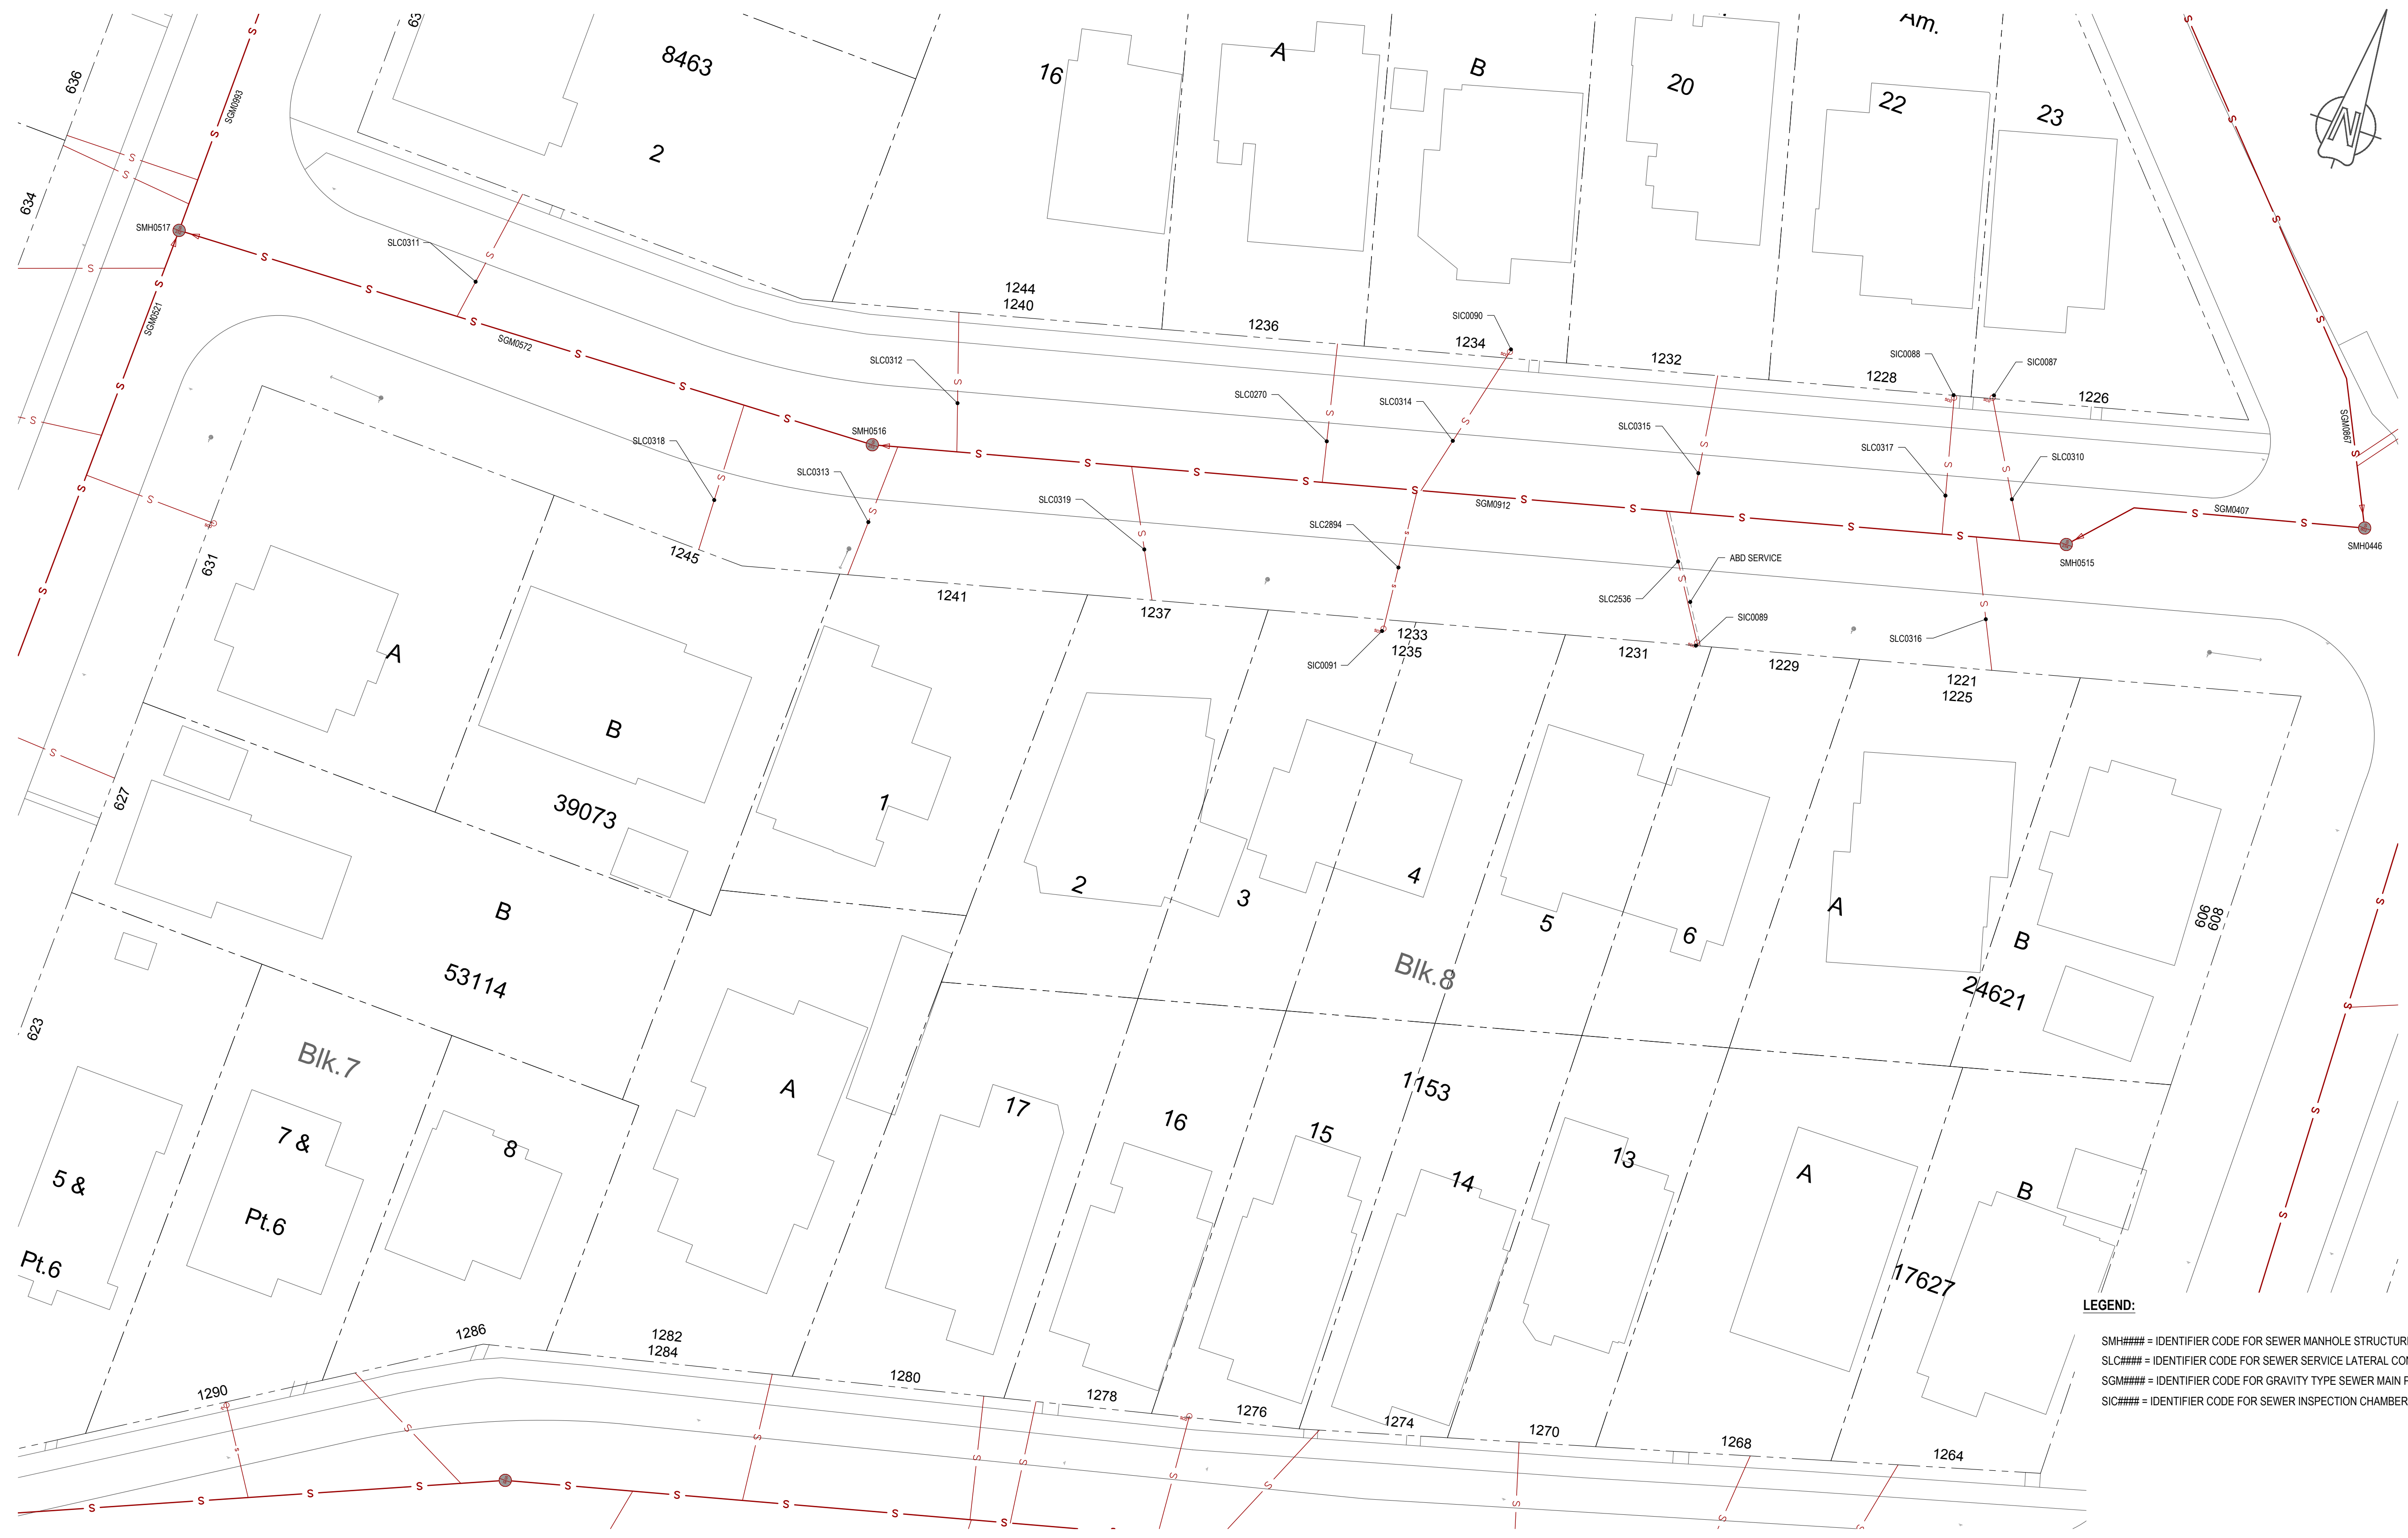 8463
2
16
A
B
20
Am.
22
23
N
636
634
SGM0993
SMH0517
SLC0311
SGM0521
SGM0572
1244
1240
1236
SIC0090
1234
1232
SIC0088
SIC0087
1228
1226
SLC0312
SLC0270
SLC0314
SMH0516
SLC0318
SLC0315
SLC0317
SLC0310
SGM0867
SLC0313
SLC0319
SGM0912
SGM0407
SMH0446
SLC2894
SMH0515
ABD SERVICE
SLC2536
SIC0089
SLC0316
SIC0091
631
1245
1241
1237
1233
1235
1231
1229
1221
1225
A
B
1
39073
627
2
3
4
5
6
A
B
606
608
B
53114
Blk.8
24621
623
Blk.7
A
17
16
15
1153
14
13
A
B
17627
5 &
Pt.6
7 &
Pt.6
8
1286
1282
1284
1290
1280
1278
1276
1274
1270
1268
1264
LEGEND:
SMH#### = IDENTIFIER CODE FOR SEWER MANHOLE
SLC#### = IDENTIFIER CODE FOR SEWER SERVICE LATERAL
SGM#### = IDENTIFIER CODE FOR GRAVITY TYPE SEWER MAIN
SIC#### = IDENTIFIER CODE FOR SEWER INSPECTION CHAMBER